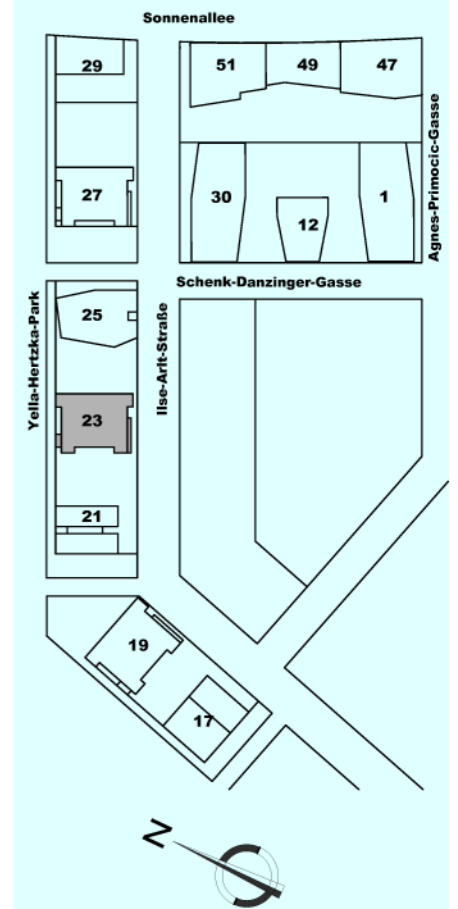 Sonnenallee
29
51
49
47
27
30
12
1
Agnes-Primocic-Gasse
Schenk-Danzinger-Gasse
25
Yella-Hertzka-Park
Ilse-Arlt-Straße
23
21
19
17
N